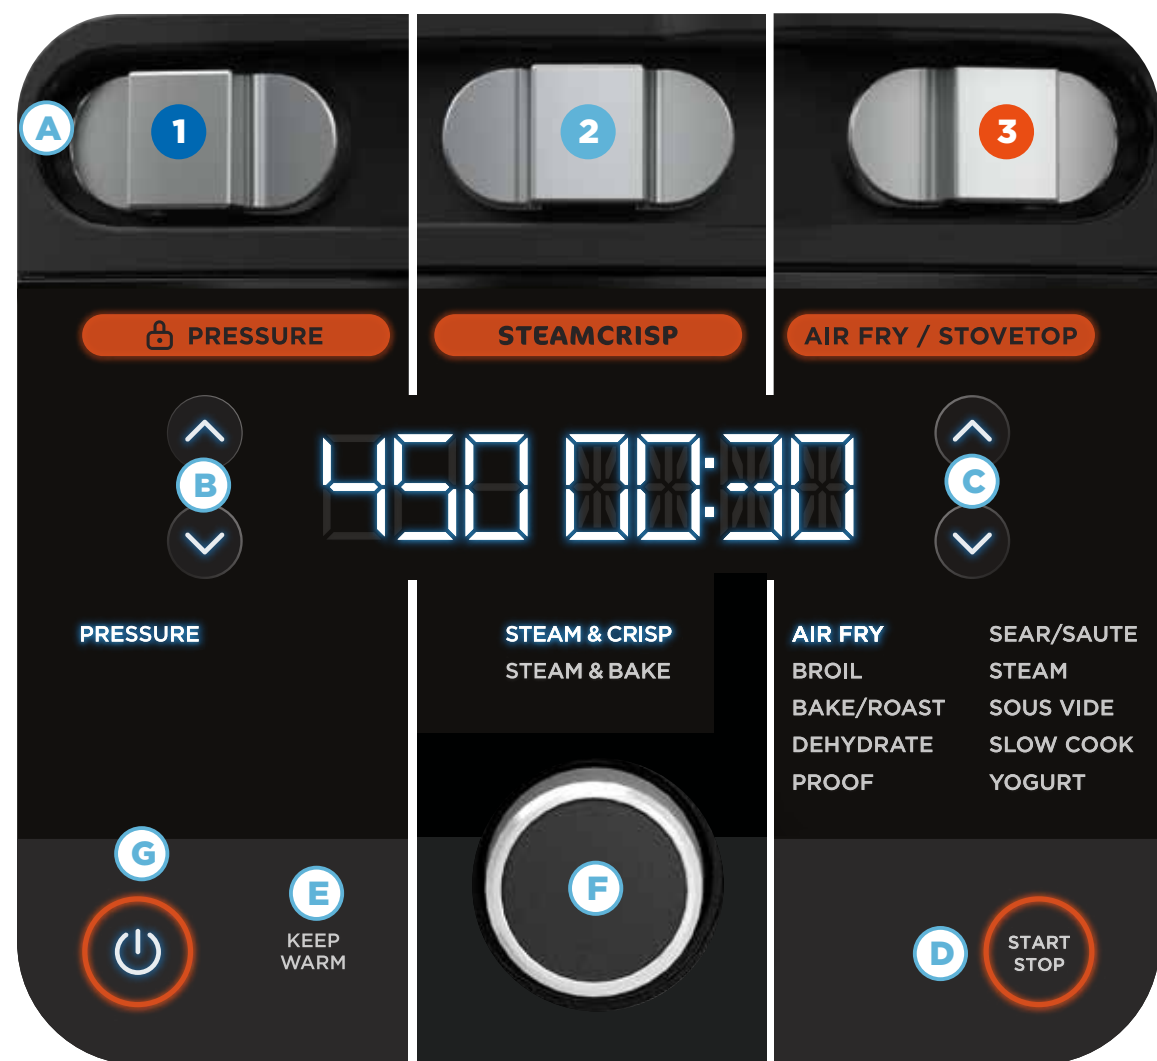 A
1
2
3
PRESSURE
STEAMCRISP
AIR FRY / STOVETOP
B
450 00:30
C
PRESSURE
STEAM & CRISP
STEAM & BAKE
AIR FRY
BROIL
BAKE/ROAST
DEHYDRATE
PROOF
SEAR/SAUTE
STEAM
SOUS VIDE
SLOW COOK
YOGURT
G
E
KEEP
WARM
F
D
START
STOP